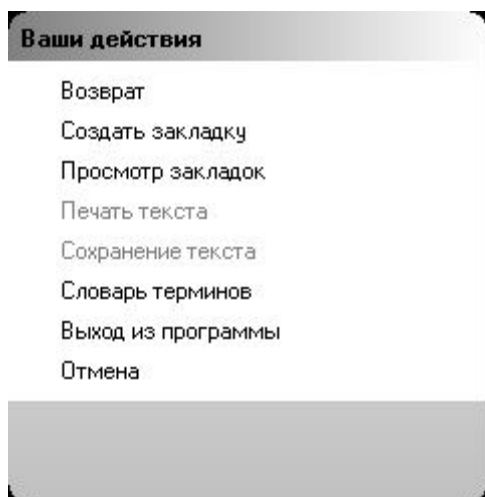 Ваши действия
Возврат
Создать закладку
Просмотр закладок
Печать текста
Сохранение текста
Словарь терминов
Выход из программы
Отмена